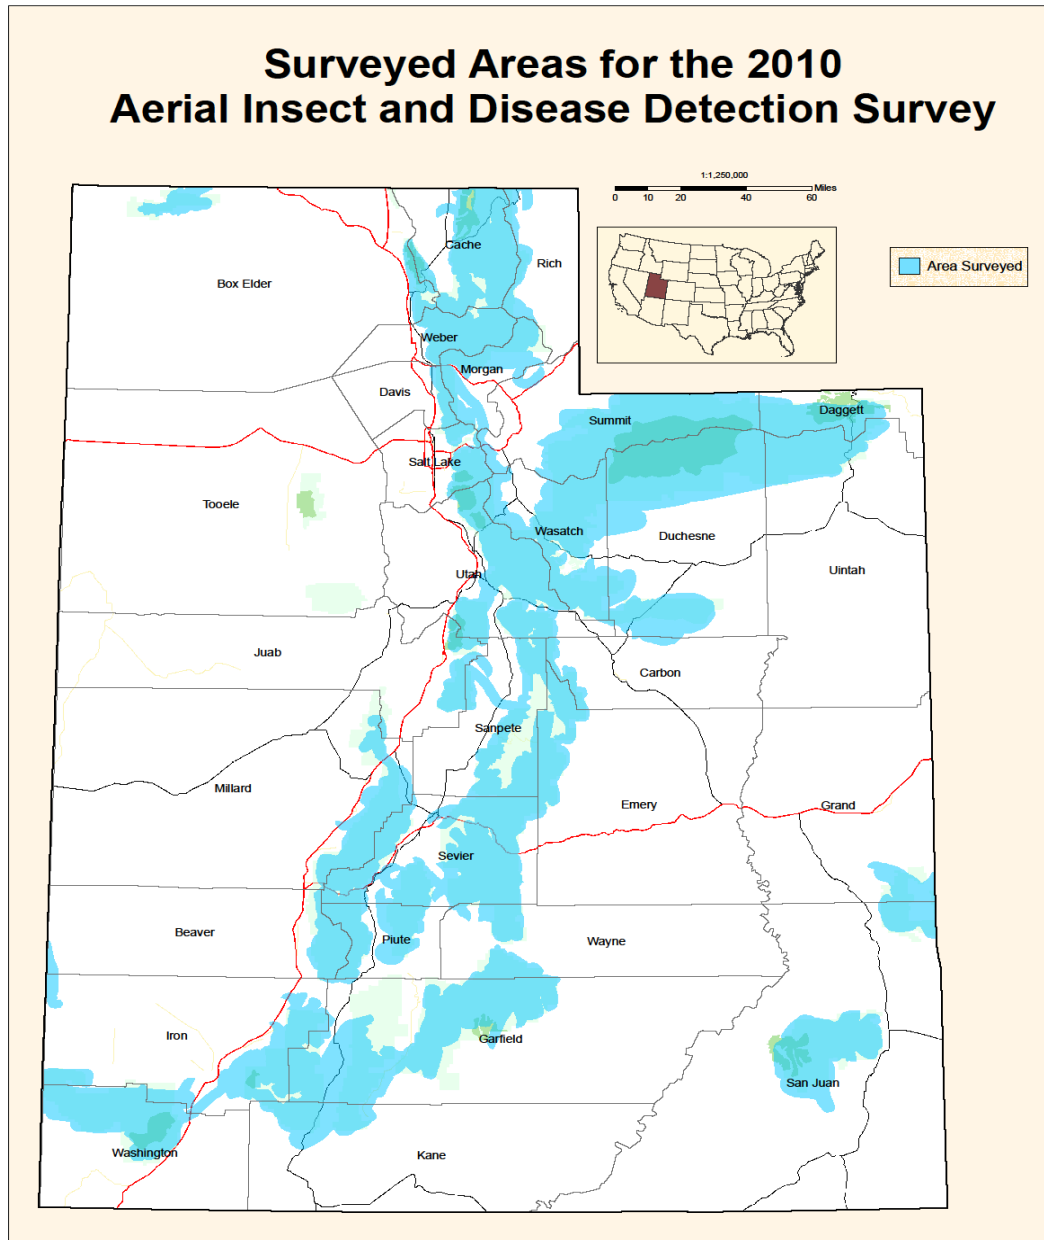 Surveyed Areas for the 2010
Aerial Insect and Disease Detection Survey
1:1,250,000
Miles
0 10 20 40 60
Area Surveyed
Cache
Rich
Box Elder
Weber
Morgan
Davis
Summit
Daggett
Salt Lake
Tooele
Wasatch
Duchesne
Uintah
Utah
Juab
Carbon
Sanpete
Millard
Emery
Grand
Sevier
Beaver
Piute
Wayne
Iron
Garfield
San Juan
Washington
Kane